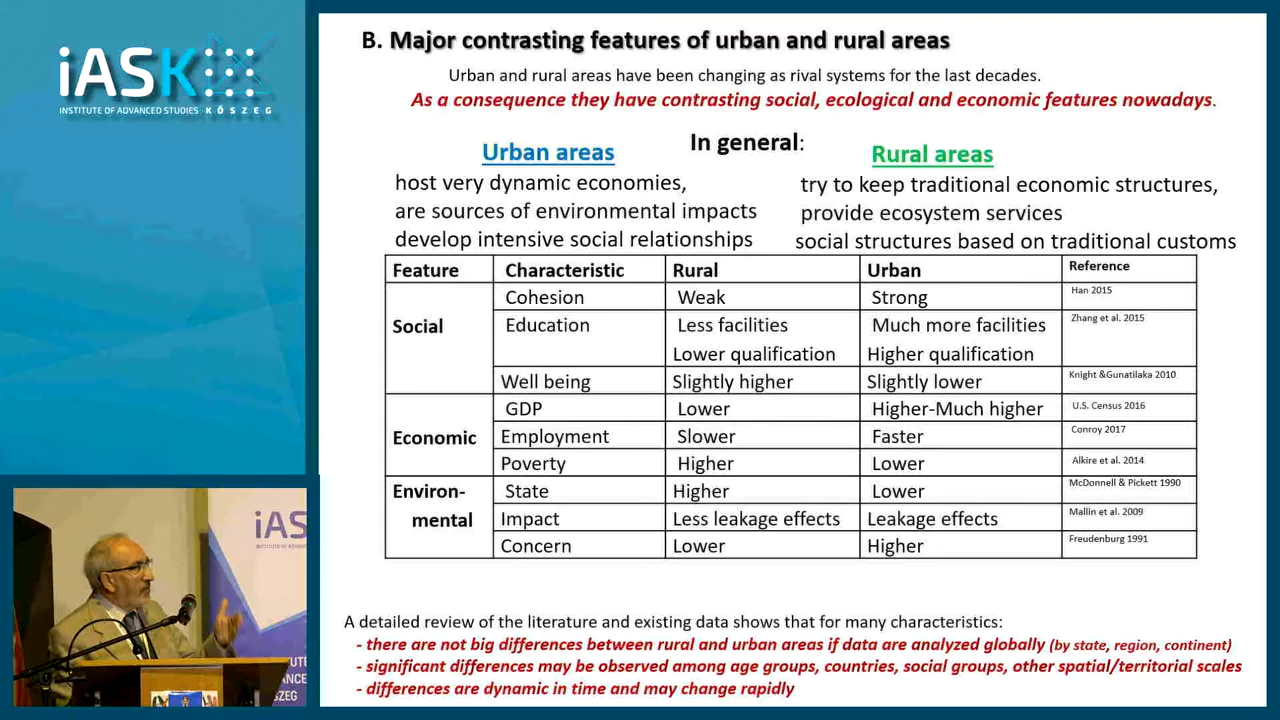 iASK
INSTITUTE OF ADVANCED STUDIES KŐSZEG
B. Major contrasting features of urban and rural areas
Urban and rural areas have been changing as rival systems for the last decades.
As a consequence they have contrasting social, ecological and economic features nowadays.
In general:
Urban areas
host very dynamic economies,
are sources of environmental impacts
develop intensive social relationships
Rural areas
try to keep traditional economic structures,
provide ecosystem services
social structures based on traditional customs
Feature Characteristic Rural Urban Reference
Social Cohesion Weak Strong Han 2015
Education Less facilities Much more facilities Zhang et al. 2015
Lower qualification Higher qualification
Well being Slightly higher Slightly lower Knight &Gunatilaka 2010
Economic GDP Lower Higher-Much higher U.S. Census 2016
Employment Slower Faster Conroy 2017
Poverty Higher Lower Alkire et al. 2014
Environ- State Higher Lower McDonnell & Pickett 1990
mental Impact Less leakage effects Leakage effects Mallin et al. 2009
Concern Lower Higher Freudenburg 1991
A detailed review of the literature and existing data shows that for many characteristics:
- there are not big differences between rural and urban areas if data are analyzed globally (by state, region, continent)
- significant differences may be observed among age groups, countries, social groups, other spatial/territorial scales
- differences are dynamic in time and may change rapidly
iAS